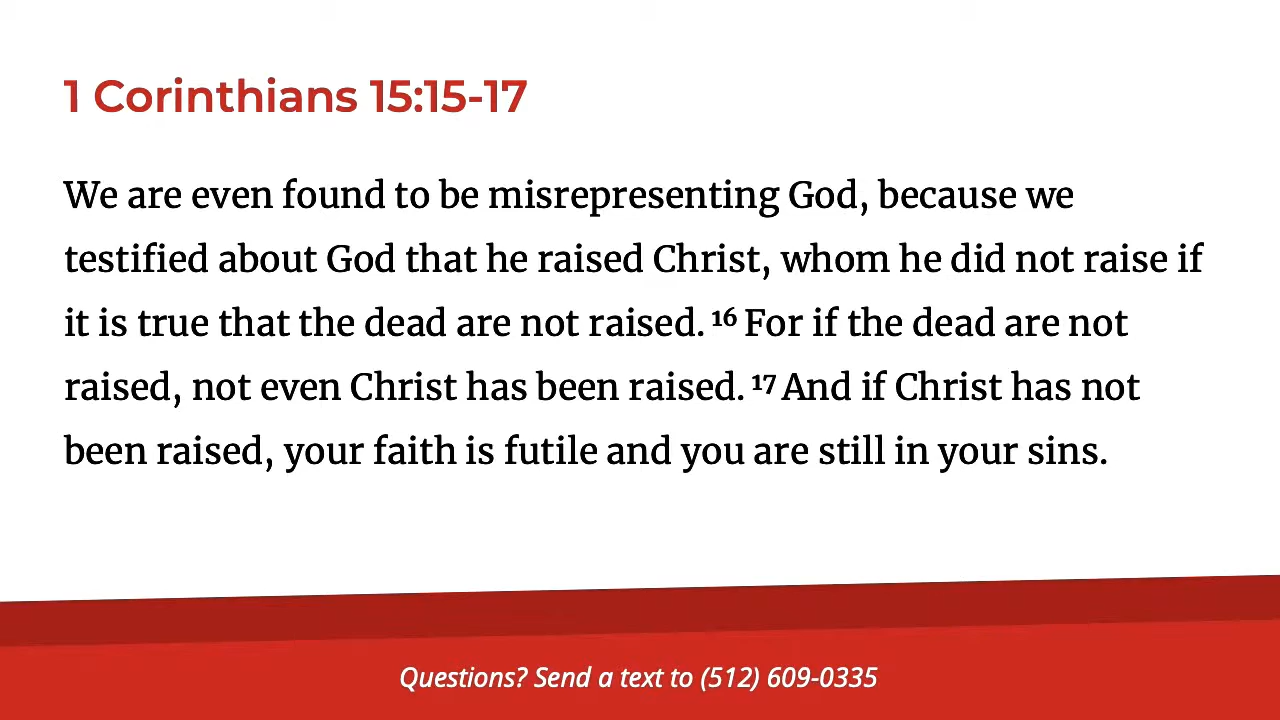 1 Corinthians 15:15-17
We are even found to be misrepresenting God, because we
testified about God that he raised Christ, whom he did not raise if
it is true that the dead are not raised. 16 For if the dead are not
raised, not even Christ has been raised. 17 And if Christ has not
been raised, your faith is futile and you are still in your sins.
Questions? Send a text to (512) 609-0335